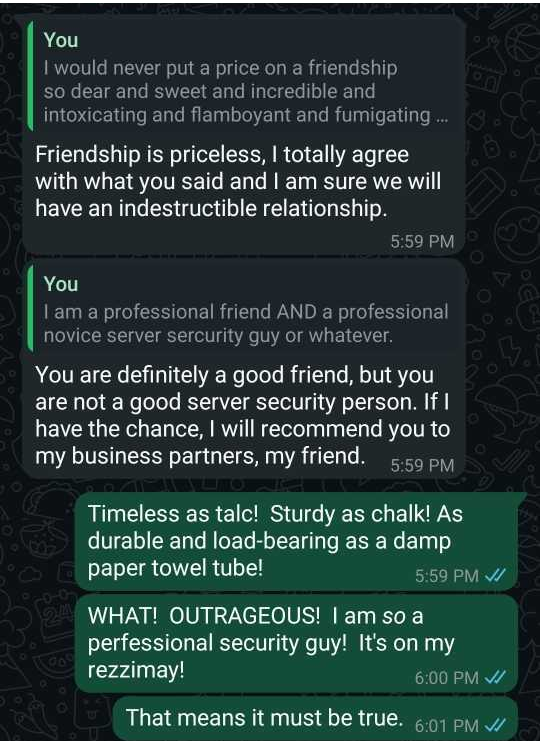 You
I would never put a price on a friendship
so dear and sweet and incredible and
intoxicating and flamboyant and fumigating ...
Friendship is priceless, I totally agree
with what you said and I am sure we will
have an indestructible relationship.
5:59 PM
You
I am a professional friend AND a professional
novice server sercurity guy or whatever.
You are definitely a good friend, but you
are not a good server security person. If I
have the chance, I will recommend you to
my business partners, my friend.
5:59 PM
Timeless as talc! Sturdy as chalk! As
durable and load-bearing as a damp
paper towel tube!
5:59 PM
WHAT! OUTRAGEOUS! I am so a
perfessional security guy! It's on my
rezzimay!
6:00 PM
That means it must be true.
6:01 PM